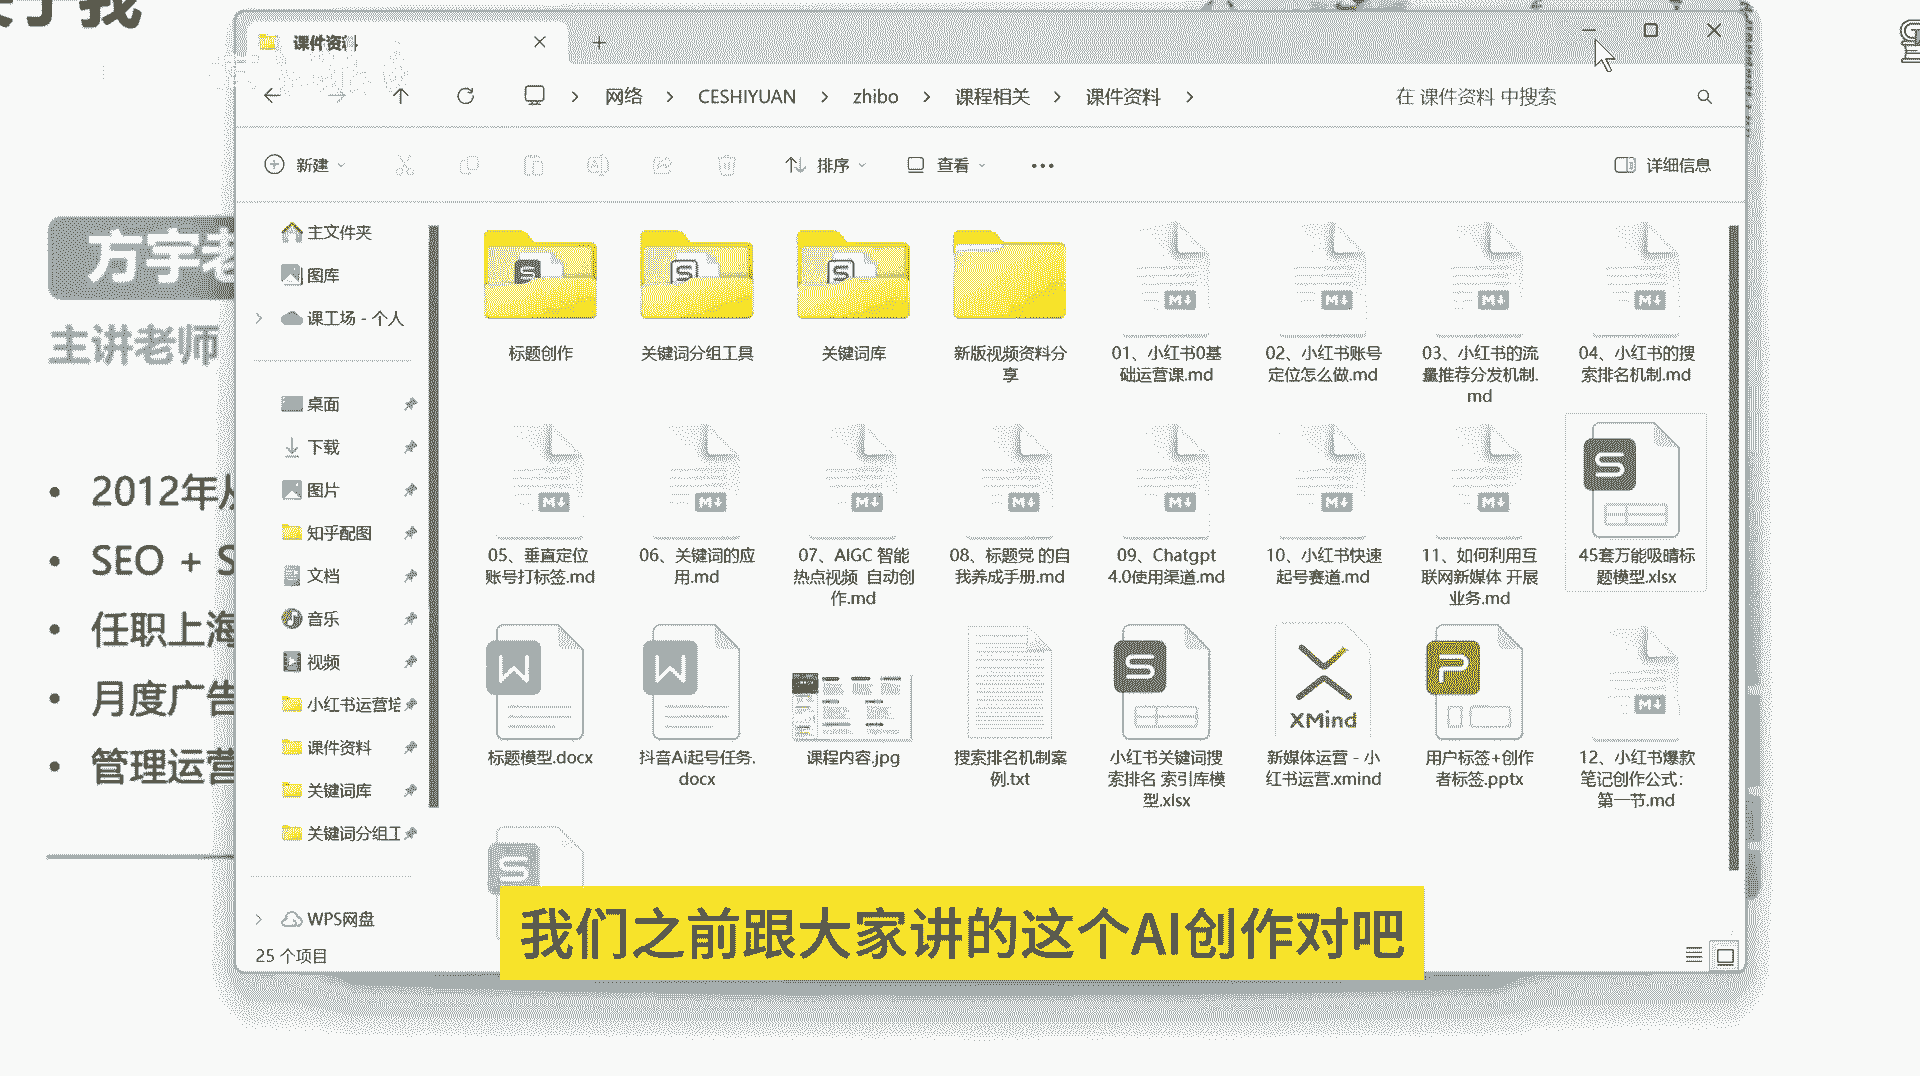 课件资料
网络 CESHIYUAN zhibo 课程相关 课件资料
在 课件资料 中搜索
新建
排序
查看
详细信息
方宇老
主讲老师
2012年从
SEO + S
任职上海
月度广告
管理运营
主文件夹
图库
课工场 - 个人
桌面
下载
图片
知乎配图
文档
音乐
视频
小红书运营培
课件资料
关键词库
关键词分组工
WPS网盘
25 个项目
标题创作
关键词分组工具
关键词库
新版视频资料分
享
01、小红书0基
础运营课.md
02、小红书账号
定位怎么做.md
03、小红书的流
量推荐分发机制.
md
04、小红书的搜
索排名机制.md
05、垂直定位
账号打标签.md
06、关键词的应
用.md
07、AIGC 智能
热点视频 自动创
作.md
08、标题党 的自
我养成手册.md
09、Chatgpt
4.0使用渠道.md
10、小红书快速
起号赛道.md
11、如何利用互
联网新媒体 开展
业务.md
45套万能吸睛标
题模型.xlsx
标题模型.docx
抖音Ai起号任务.
docx
课程内容.jpg
搜索排名机制案
例.txt
小红书关键词搜
索排名 索引库模
型.xlsx
XMind
新媒体运营 - 小
红书运营.xmind
用户标签+创作
者标签.pptx
12、小红书爆款
笔记创作公式：
第一节.md
我们之前跟大家讲的这个AI创作对吧